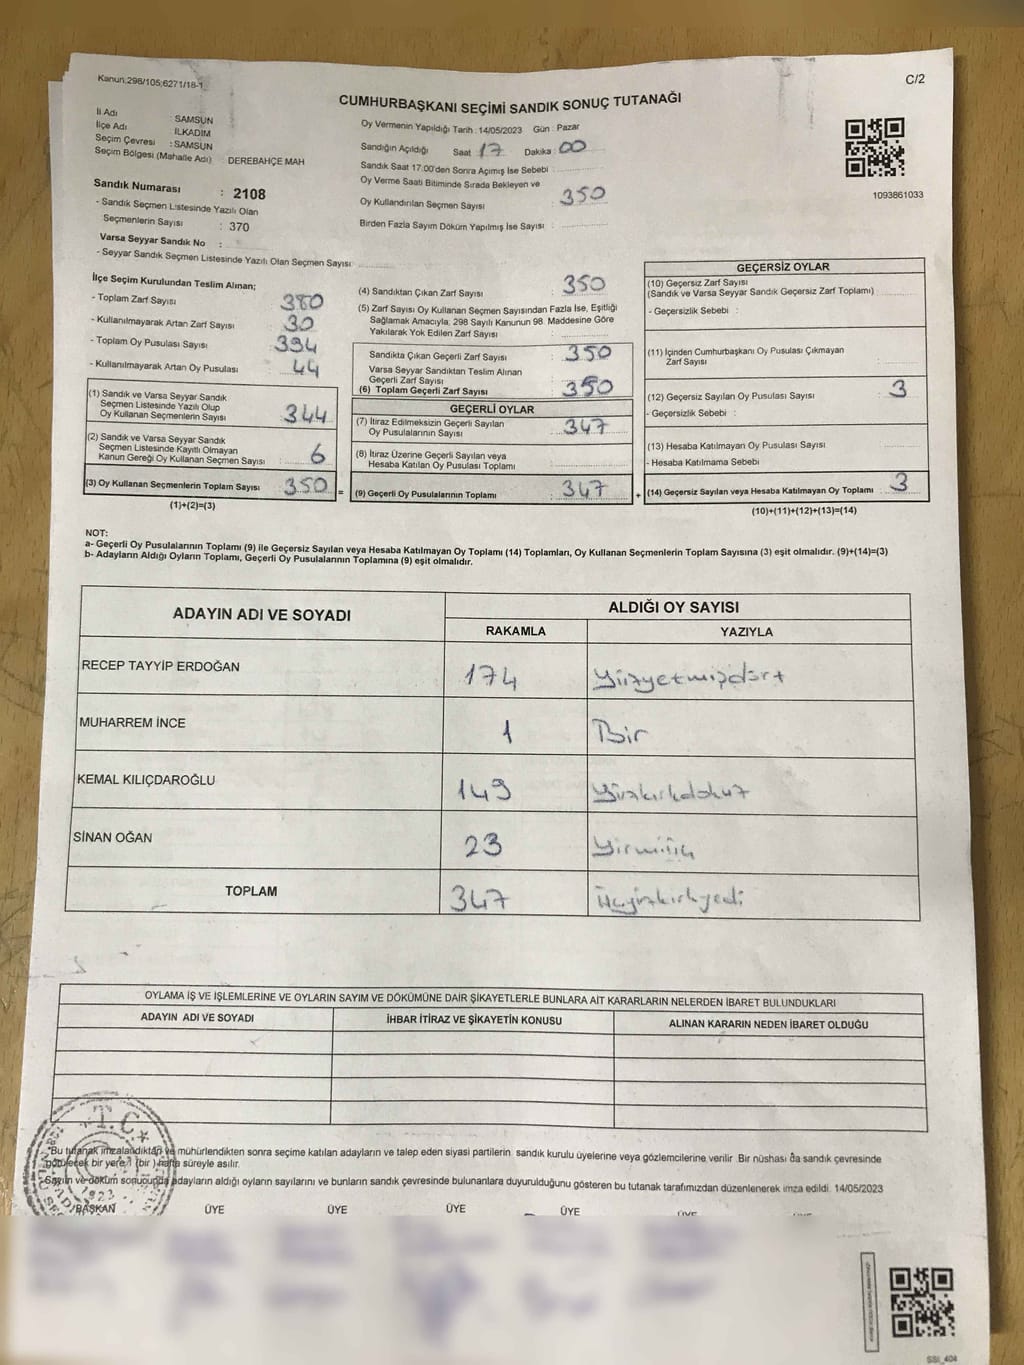 Kanun;298/105;6271/18-1
C/2
CUMHURBAŞKANI SEÇİMİ SANDIK SONUÇ TUTANAĞI
İl Adı : SAMSUN
İlçe Adı : İLKADIM
Seçim Çevresi : SAMSUN
Seçim Bölgesi (Mahalle Adı) DEREBAHÇE MAH
Sandık Numarası : 2108
- Sandık Seçmen Listesinde Yazılı Olan
Seçmenlerin Sayısı : 370
Varsa Seyyar Sandık No :
- Seyyar Sandık Seçmen Listesinde Yazılı Olan Seçmen Sayısı:
Oy Vermenin Yapıldığı Tarih : 14/05/2023 Gün : Pazar
Sandığın Açıldığı Saat 17 Dakika : 00
Sandık Saat 17:00'den Sonra Açımış İse Sebebi
Oy Verme Saati Bitiminde Sırada Bekleyen ve
Oy Kullandırılan Seçmen Sayısı : 350
Birden Fazla Sayım Döküm Yapılmış İse Sayısı :
1093861033
İlçe Seçim Kurulundan Teslim Alınan;
- Toplam Zarf Sayısı 380
- Kullanılmayarak Artan Zarf Sayısı : 30
- Toplam Oy Pusulası Sayısı : 394
- Kullanılmayarak Artan Oy Pusulası : 44
(1) Sandık ve Varsa Seyyar Sandık
Seçmen Listesinde Yazılı Olup
Oy Kullanan Seçmenlerin Sayısı : 344
(2) Sandık ve Varsa Seyyar Sandık
Seçmen Listesinde Kayıtlı Olmayan
Kanun Gereği Oy Kullanan Seçmen Sayısı : 6
(3) Oy Kullanan Seçmenlerin Toplam Sayısı : 350 =
(1)+(2)=(3)
(4) Sandıktan Çıkan Zarf Sayısı : 350
(5) Zarf Sayısı Oy Kullanan Seçmen Sayısından Fazla İse, Eşitliği
Sağlamak Amacıyla, 298 Sayılı Kanunun 98. Maddesine Göre
Yakılarak Yok Edilen Zarf Sayısı :
Sandıkta Çıkan Geçerli Zarf Sayısı : 350
Varsa Seyyar Sandıktan Teslim Alınan
Geçerli Zarf Sayısı
(6) Toplam Geçerli Zarf Sayısı : 350
GEÇERLİ OYLAR
(7) İtiraz Edilmeksizin Geçerli Sayılan
Oy Pusulalarının Sayısı : 347
(8) İtiraz Üzerine Geçerli Sayılan veya
Hesaba Katılan Oy Pusulası Toplamı
(9) Geçerli Oy Pusulalarının Toplamı : 347 +
GEÇERSİZ OYLAR
(10) Geçersiz Zarf Sayısı
(Sandık ve Varsa Seyyar Sandık Geçersiz Zarf Toplamı) :
- Geçersizlik Sebebi :
(11) İçinden Cumhurbaşkanı Oy Pusulası Çıkmayan
Zarf Sayısı :
(12) Geçersiz Sayılan Oy Pusulası Sayısı : 3
- Geçersizlik Sebebi :
(13) Hesaba Katılmayan Oy Pusulası Sayısı :
- Hesaba Katılmama Sebebi :
(14) Geçersiz Sayılan veya Hesaba Katılmayan Oy Toplamı : 3
(10)+(11)+(12)+(13)=(14)
NOT:
a- Geçerli Oy Pusulalarının Toplamı (9) ile Geçersiz Sayılan veya Hesaba Katılmayan Oy Toplamı (14) Toplamları, Oy Kullanan Seçmenlerin Toplam Sayısına (3) eşit olmalıdır. (9)+(14)=(3)
b- Adayların Aldığı Oyların Toplamı, Geçerli Oy Pusulalarının Toplamına (9) eşit olmalıdır.
ADAYIN ADI VE SOYADI ALDIĞI OY SAYISI
RAKAMLA YAZIYLA
RECEP TAYYİP ERDOĞAN 174 Yüzyetmişdört
MUHARREM İNCE 1 Bir
KEMAL KILIÇDAROĞLU 149 Yüzkırkdokuz
SİNAN OĞAN 23 Yirmiüç
TOPLAM 347 Üçyüzkırkyedi
OYLAMA İŞ VE İŞLEMLERİNE VE OYLARIN SAYIM VE DÖKÜMÜNE DAİR ŞİKAYETLERLE BUNLARA AİT KARARLARIN NELERDEN İBARET BULUNDUKLARI
ADAYIN ADI VE SOYADI İHBAR İTİRAZ VE ŞİKAYETİN KONUSU ALINAN KARARIN NEDEN İBARET OLDUĞU
T.C.
1923
Bu tutanak imzalandıktan ve mühürlendikten sonra seçime katılan adayların ve talep eden siyasi partilerin sandık kurulu üyelerine veya gözlemcilerine verilir. Bir nüshası da sandık çevresinde
götülecek bir yere 1 (bir) hafta süreyle asılır.
Sayım ve döküm sonucunda adayların aldığı oyların sayılarını ve bunların sandık çevresinde bulunanlara duyurulduğunu gösteren bu tutanak tarafımızdan düzenlenerek imza edildi. 14/05/2023
BAŞKAN ÜYE ÜYE ÜYE ÜYE
SSI_404